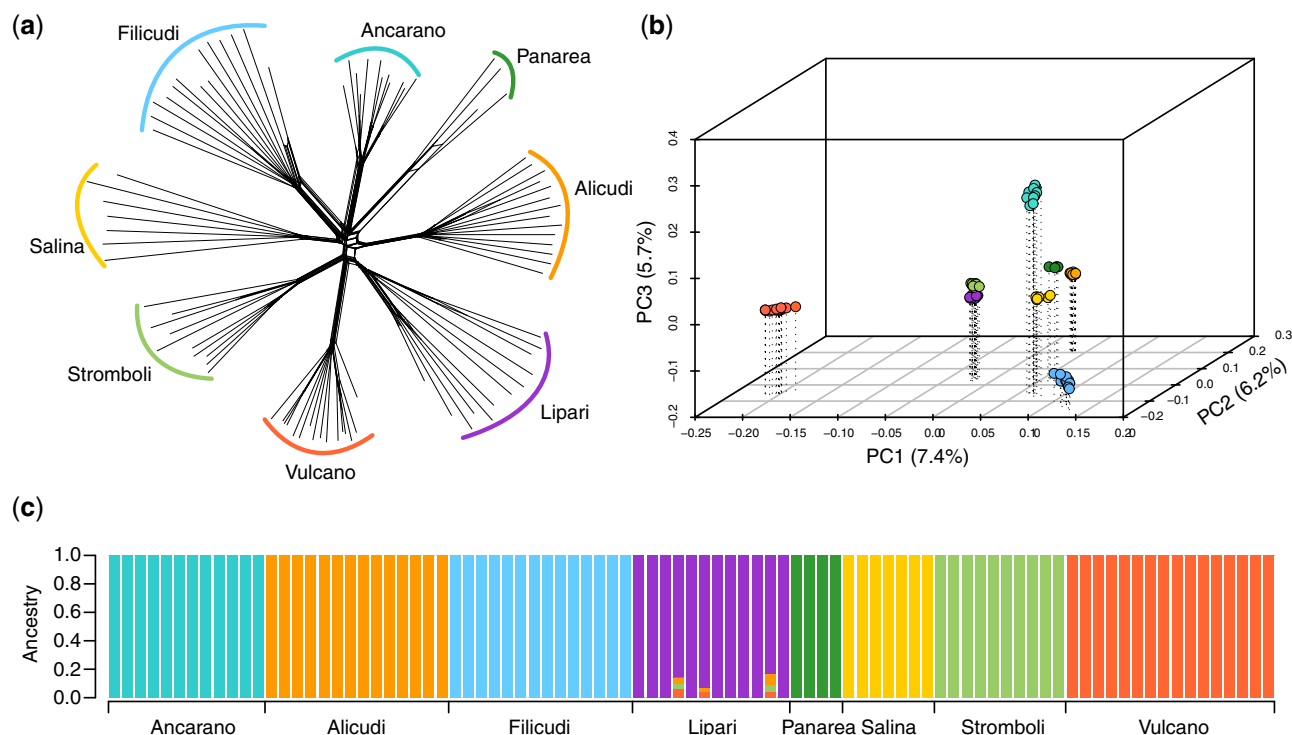 (a)
Filicudi
Ancarano
Panarea
Alicudi
Salina
Stromboli
Lipari
Vulcano
(b)
PC3 (5.7%)
0.4
0.3
0.2
0.1
0.0
−0.1
−0.2
−0.25 −0.20 −0.15 −0.10 −0.05 0.00 0.05 0.10 0.15 0.20
PC1 (7.4%)
0.3
0.2
0.1
0.0
−0.1
−0.2
PC2 (6.2%)
(c)
Ancestry
1.0
0.8
0.6
0.4
0.2
0.0
Ancarano Alicudi Filicudi Lipari Panarea Salina Stromboli Vulcano